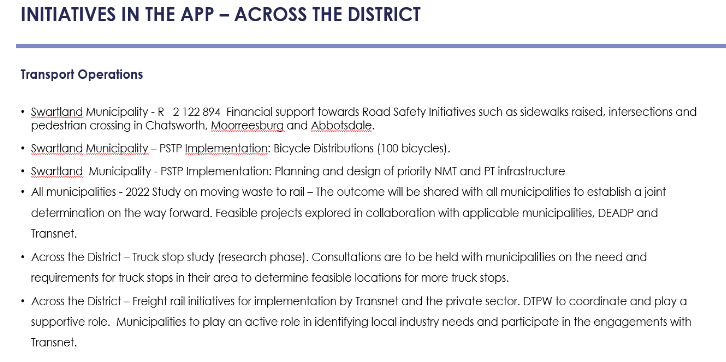 INITIATIVES IN THE APP – ACROSS THE DISTRICT
Transport Operations
• Swartland Municipality - R 2 122 894 Financial support towards Road Safety Initiatives such as sidewalks raised, intersections and
pedestrian crossing in Chatsworth, Moorreesburg and Abbotsdale.
• Swartland Municipality – PSTP Implementation: Bicycle Distributions (100 bicycles).
• Swartland Municipality - PSTP Implementation: Planning and design of priority NMT and PT infrastructure
• All municipalities - 2022 Study on moving waste to rail – The outcome will be shared with all municipalities to establish a joint
determination on the way forward. Feasible projects explored in collaboration with applicable municipalities, DEADP and
Transnet.
• Across the District – Truck stop study (research phase). Consultations are to be held with municipalities on the need and
requirements for truck stops in their area to determine feasible locations for more truck stops.
• Across the District – Freight rail initiatives for implementation by Transnet and the private sector. DTPW to coordinate and play a
supportive role. Municipalities to play an active role in identifying local industry needs and participate in the engagements with
Transnet.